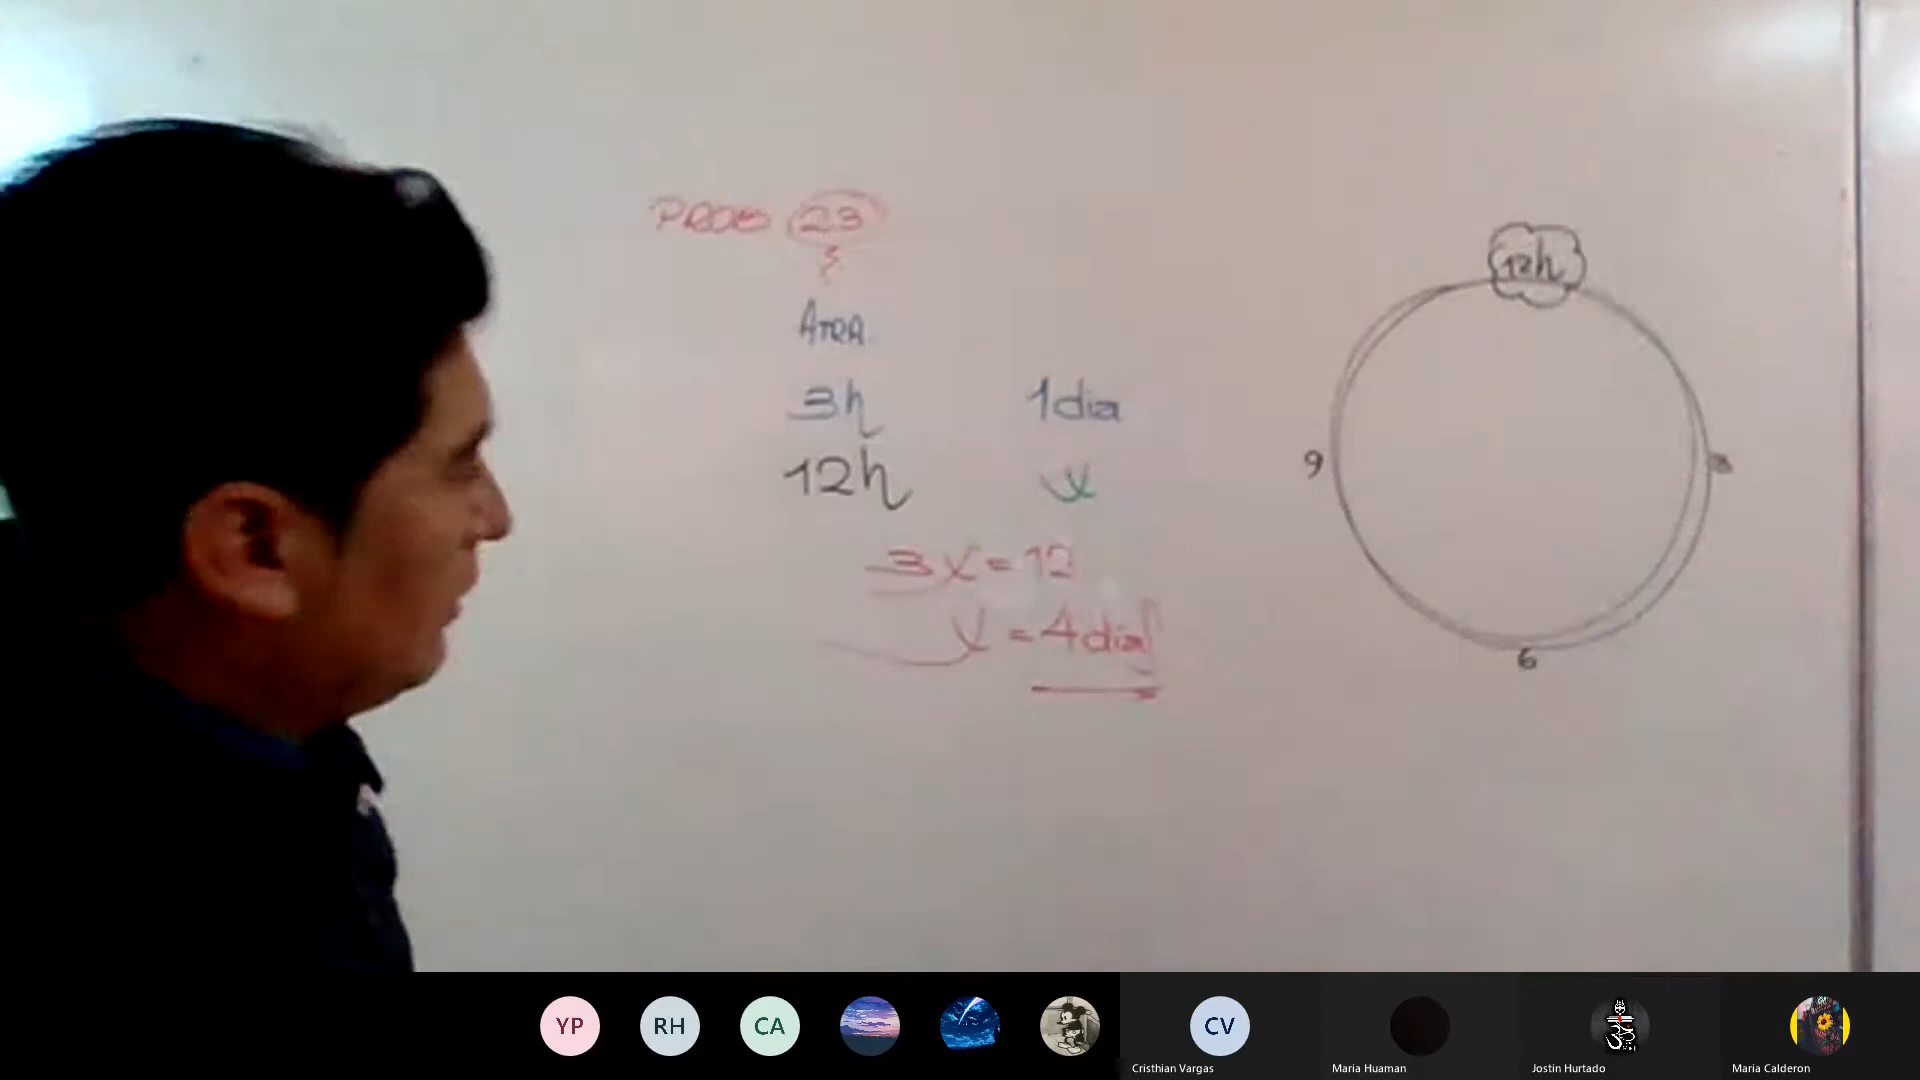 PROB 23
ATRA.
3h 1dia
12h x
3x=12
x = 4dias
12h
9
3
6
YP
RH
CA
CV
Cristhian Vargas
Maria Huaman
Jostin Hurtado
Maria Calderon